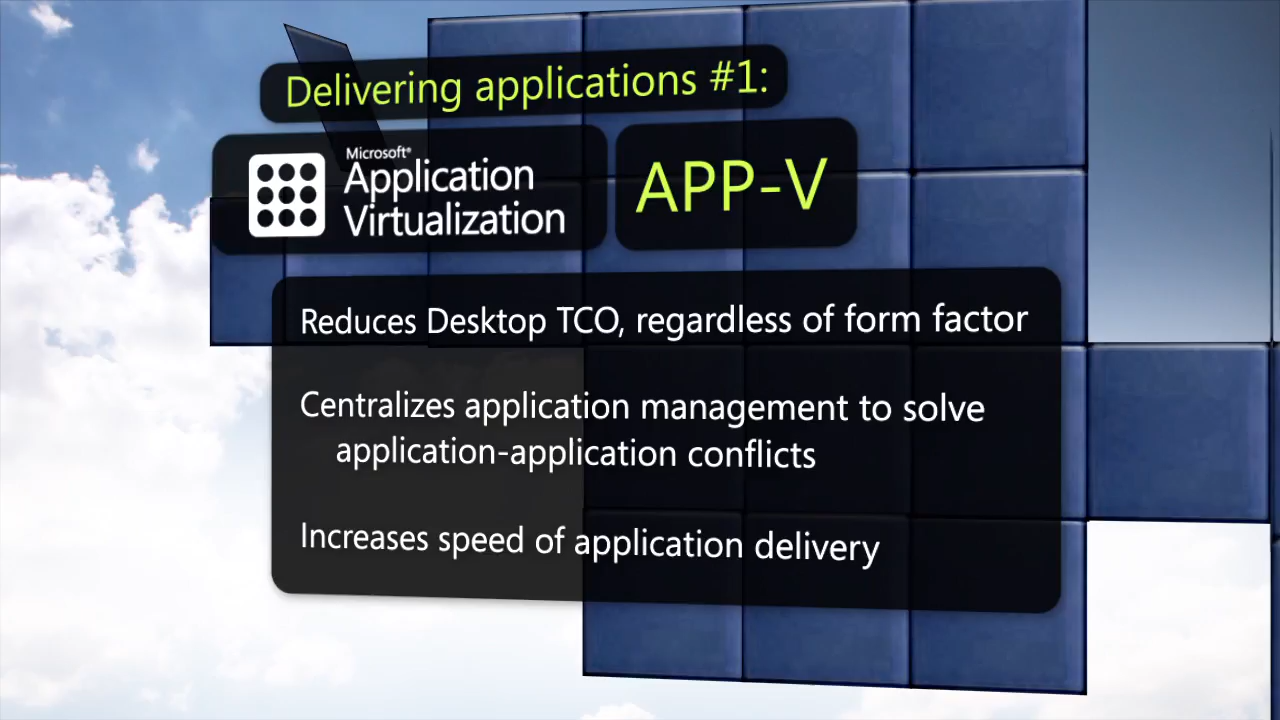 Delivering applications #1:
Microsoft®
Application
Virtualization
APP-V
Reduces Desktop TCO, regardless of form factor
Centralizes application management to solve
application-application conflicts
Increases speed of application delivery